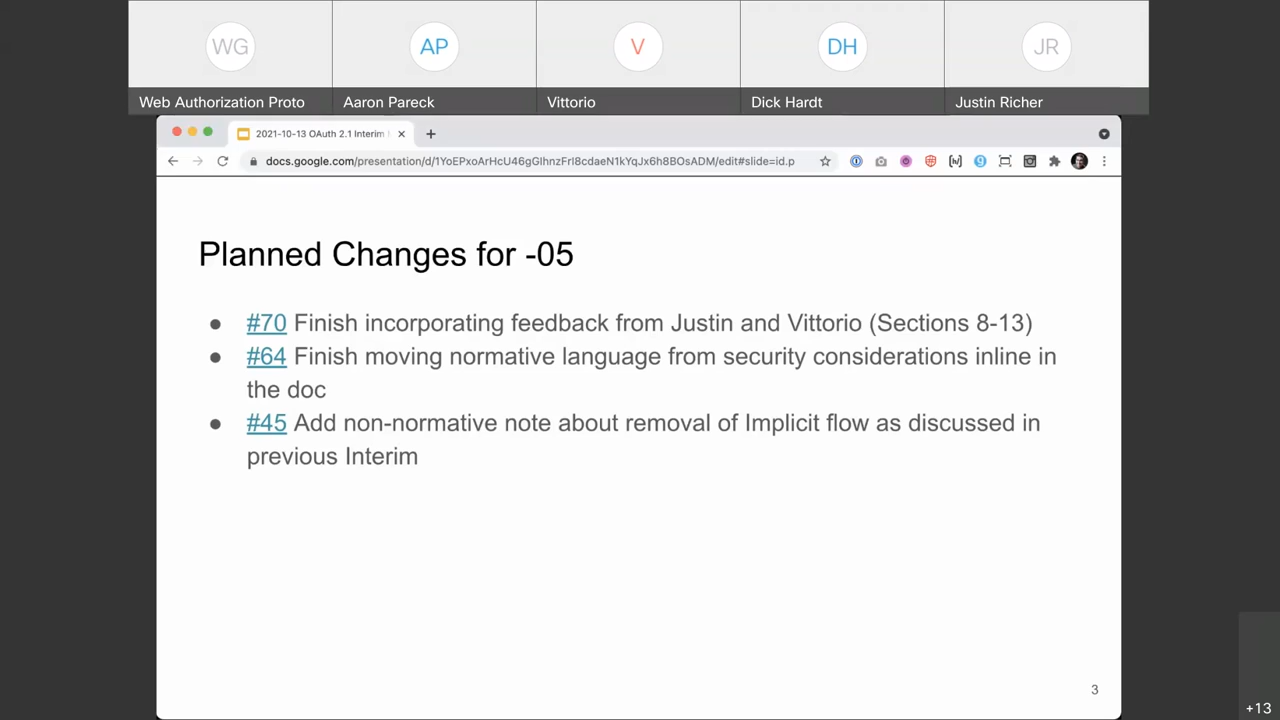 WG
AP
V
DH
JR
Web Authorization Proto
Aaron Pareck
Vittorio
Dick Hardt
Justin Richer
2021-10-13 OAuth 2.1 Interim
docs.google.com/presentation/d/1YoEPxoArHcU46gGlhnzFrI8cdaeN1kYqJx6h8BOsADM/edit#slide=id.p
Planned Changes for -05
● #70 Finish incorporating feedback from Justin and Vittorio (Sections 8-13)
● #64 Finish moving normative language from security considerations inline in
the doc
● #45 Add non-normative note about removal of Implicit flow as discussed in
previous Interim
3
+13